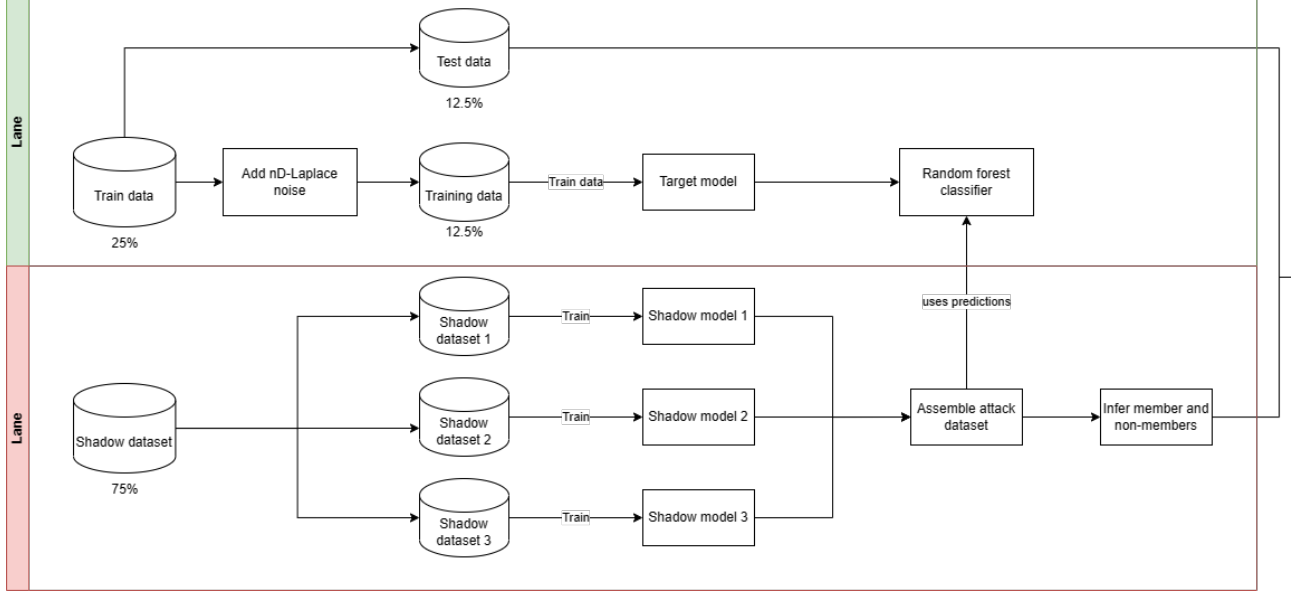 Lane
Test data
12.5%
Train data
25%
Add nD-Laplace
noise
Training data
12.5%
Train data
Target model
Random forest
classifier
uses predictions
Lane
Shadow dataset
75%
Shadow
dataset 1
Train
Shadow model 1
Shadow
dataset 2
Train
Shadow model 2
Shadow
dataset 3
Train
Shadow model 3
Assemble attack
dataset
Infer member and
non-members